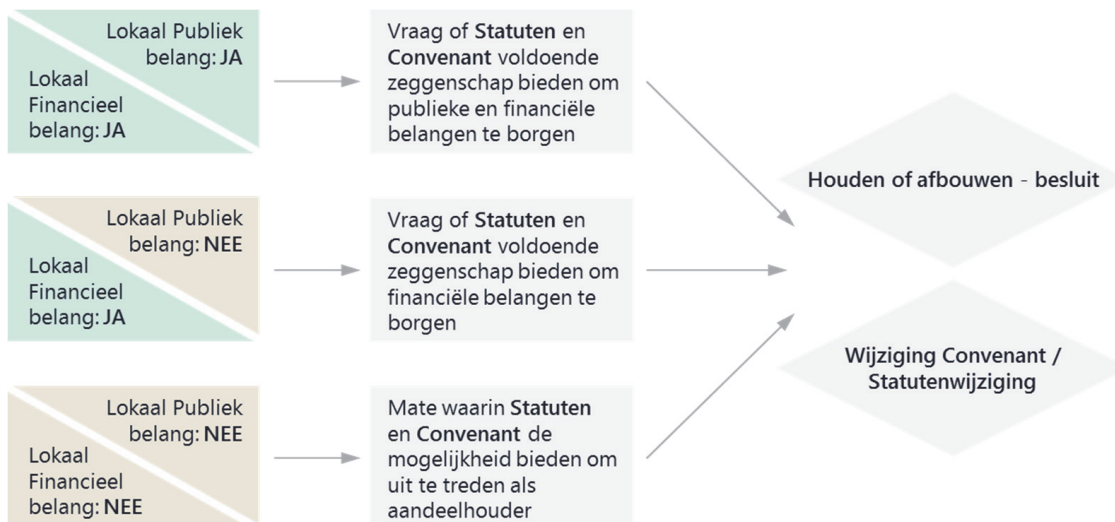 Lokaal Publiek
belang: JA
Lokaal
Financieel
belang: JA
Vraag of Statuten en
Convenant voldoende
zeggenschap bieden om
publieke en financiële
belangen te borgen
Lokaal Publiek
belang: NEE
Lokaal
Financieel
belang: JA
Vraag of Statuten en
Convenant voldoende
zeggenschap bieden om
financiële belangen te
borgen
Lokaal Publiek
belang: NEE
Lokaal
Financieel
belang: NEE
Mate waarin Statuten
en Convenant de
mogelijkheid bieden om
uit te treden als
aandeelhouder
Houden of afbouwen - besluit
Wijziging Convenant /
Statutenwijziging